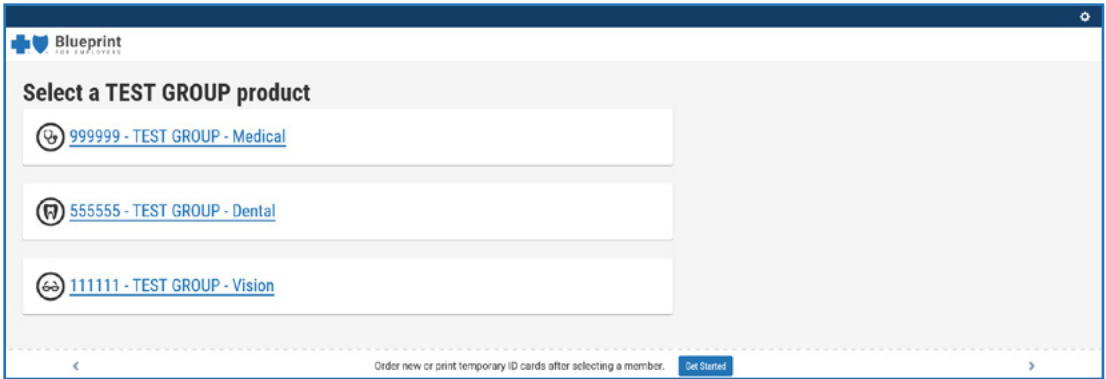 Blueprint
FOR EMPLOYERS
Select a TEST GROUP product
999999 - TEST GROUP - Medical
555555 - TEST GROUP - Dental
111111 - TEST GROUP - Vision
Order new or print temporary ID cards after selecting a member. Get Started